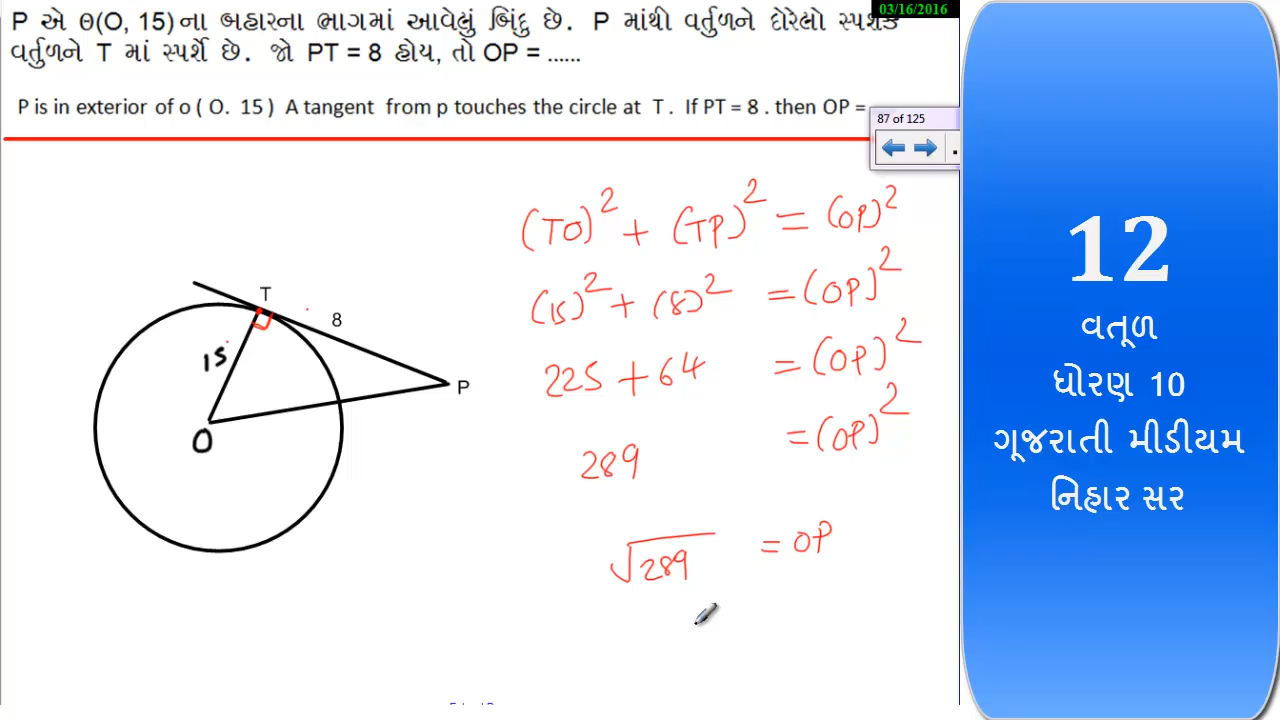 03/16/2016
P એ Θ(O, 15) ના બહારના ભાગમાં આવેલું બિંદુ છે. P માંથી વર્તુળને દોરેલો સ્પર્શક
વર્તુળને T માં સ્પર્શે છે. જો PT = 8 હોય, તો OP = ......
P is in exterior of o ( O. 15 ) A tangent from p touches the circle at T. If PT = 8 . then OP =
87 of 125
T
8
15
P
O
(TO)² + (TP)² = (OP)²
(15)² + (8)² = (OP)²
225 + 64 = (OP)²
289 = (OP)²
√289 = OP
12
વતૂળ
ધોરણ 10
ગૂજરાતી મીડીયમ
નિહાર સર